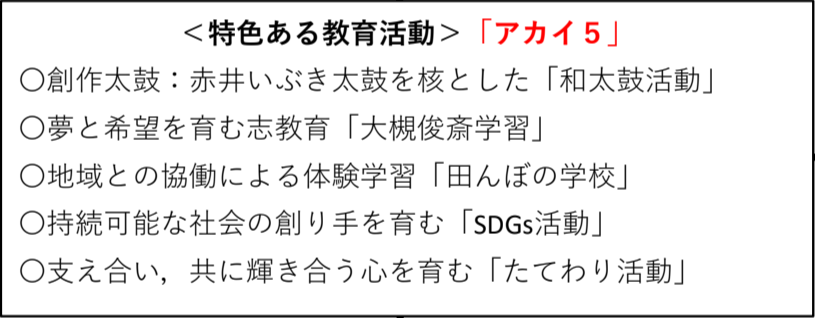 ＜特色ある教育活動＞「アカイ５」
〇創作太鼓：赤井いぶき太鼓を核とした「和太鼓活動」
〇夢と希望を育む志教育「大槻俊斎学習」
〇地域との協働による体験学習「田んぼの学校」
〇持続可能な社会の創り手を育む「SDGs活動」
〇支え合い，共に輝き合う心を育む「たてわり活動」